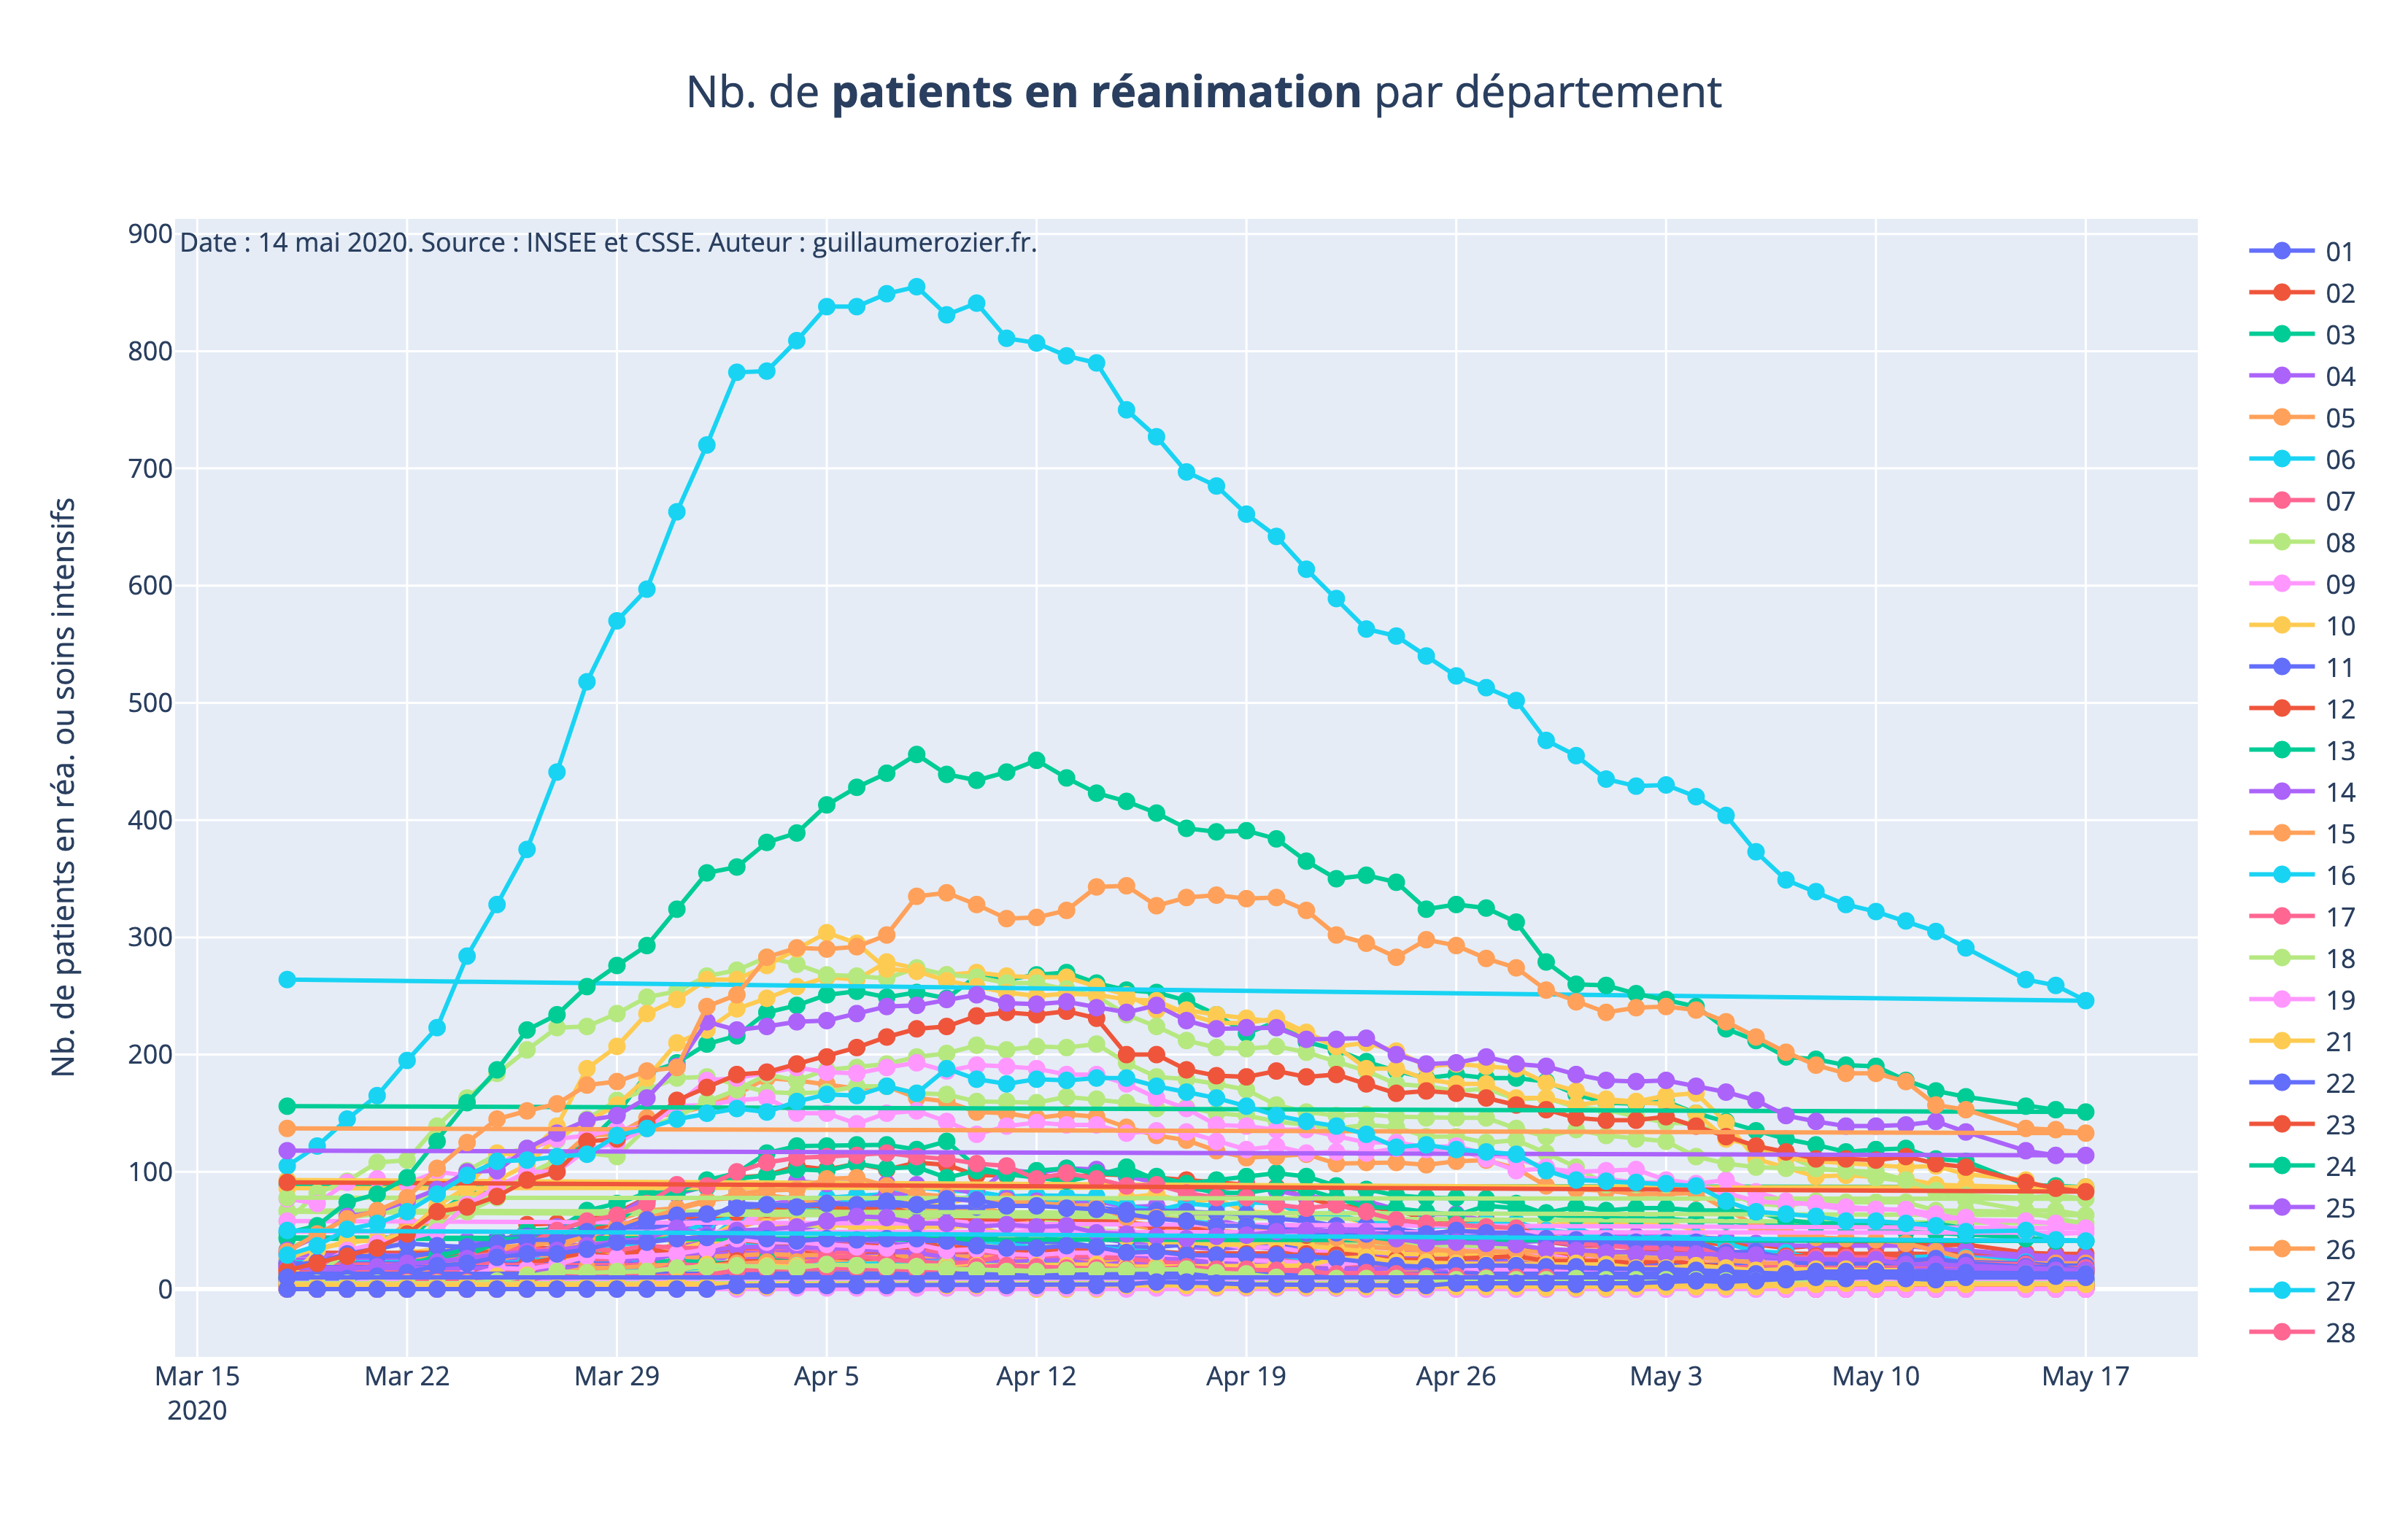 Nb. de patients en réanimation par département
Date : 14 mai 2020. Source : INSEE et CSSE. Auteur : guillaumerozier.fr.
Nb. de patients en réa. ou soins intensifs
900
800
700
600
500
400
300
200
100
0
Mar 15
2020
Mar 22
Mar 29
Apr 5
Apr 12
Apr 19
Apr 26
May 3
May 10
May 17
01
02
03
04
05
06
07
08
09
10
11
12
13
14
15
16
17
18
19
21
22
23
24
25
26
27
28